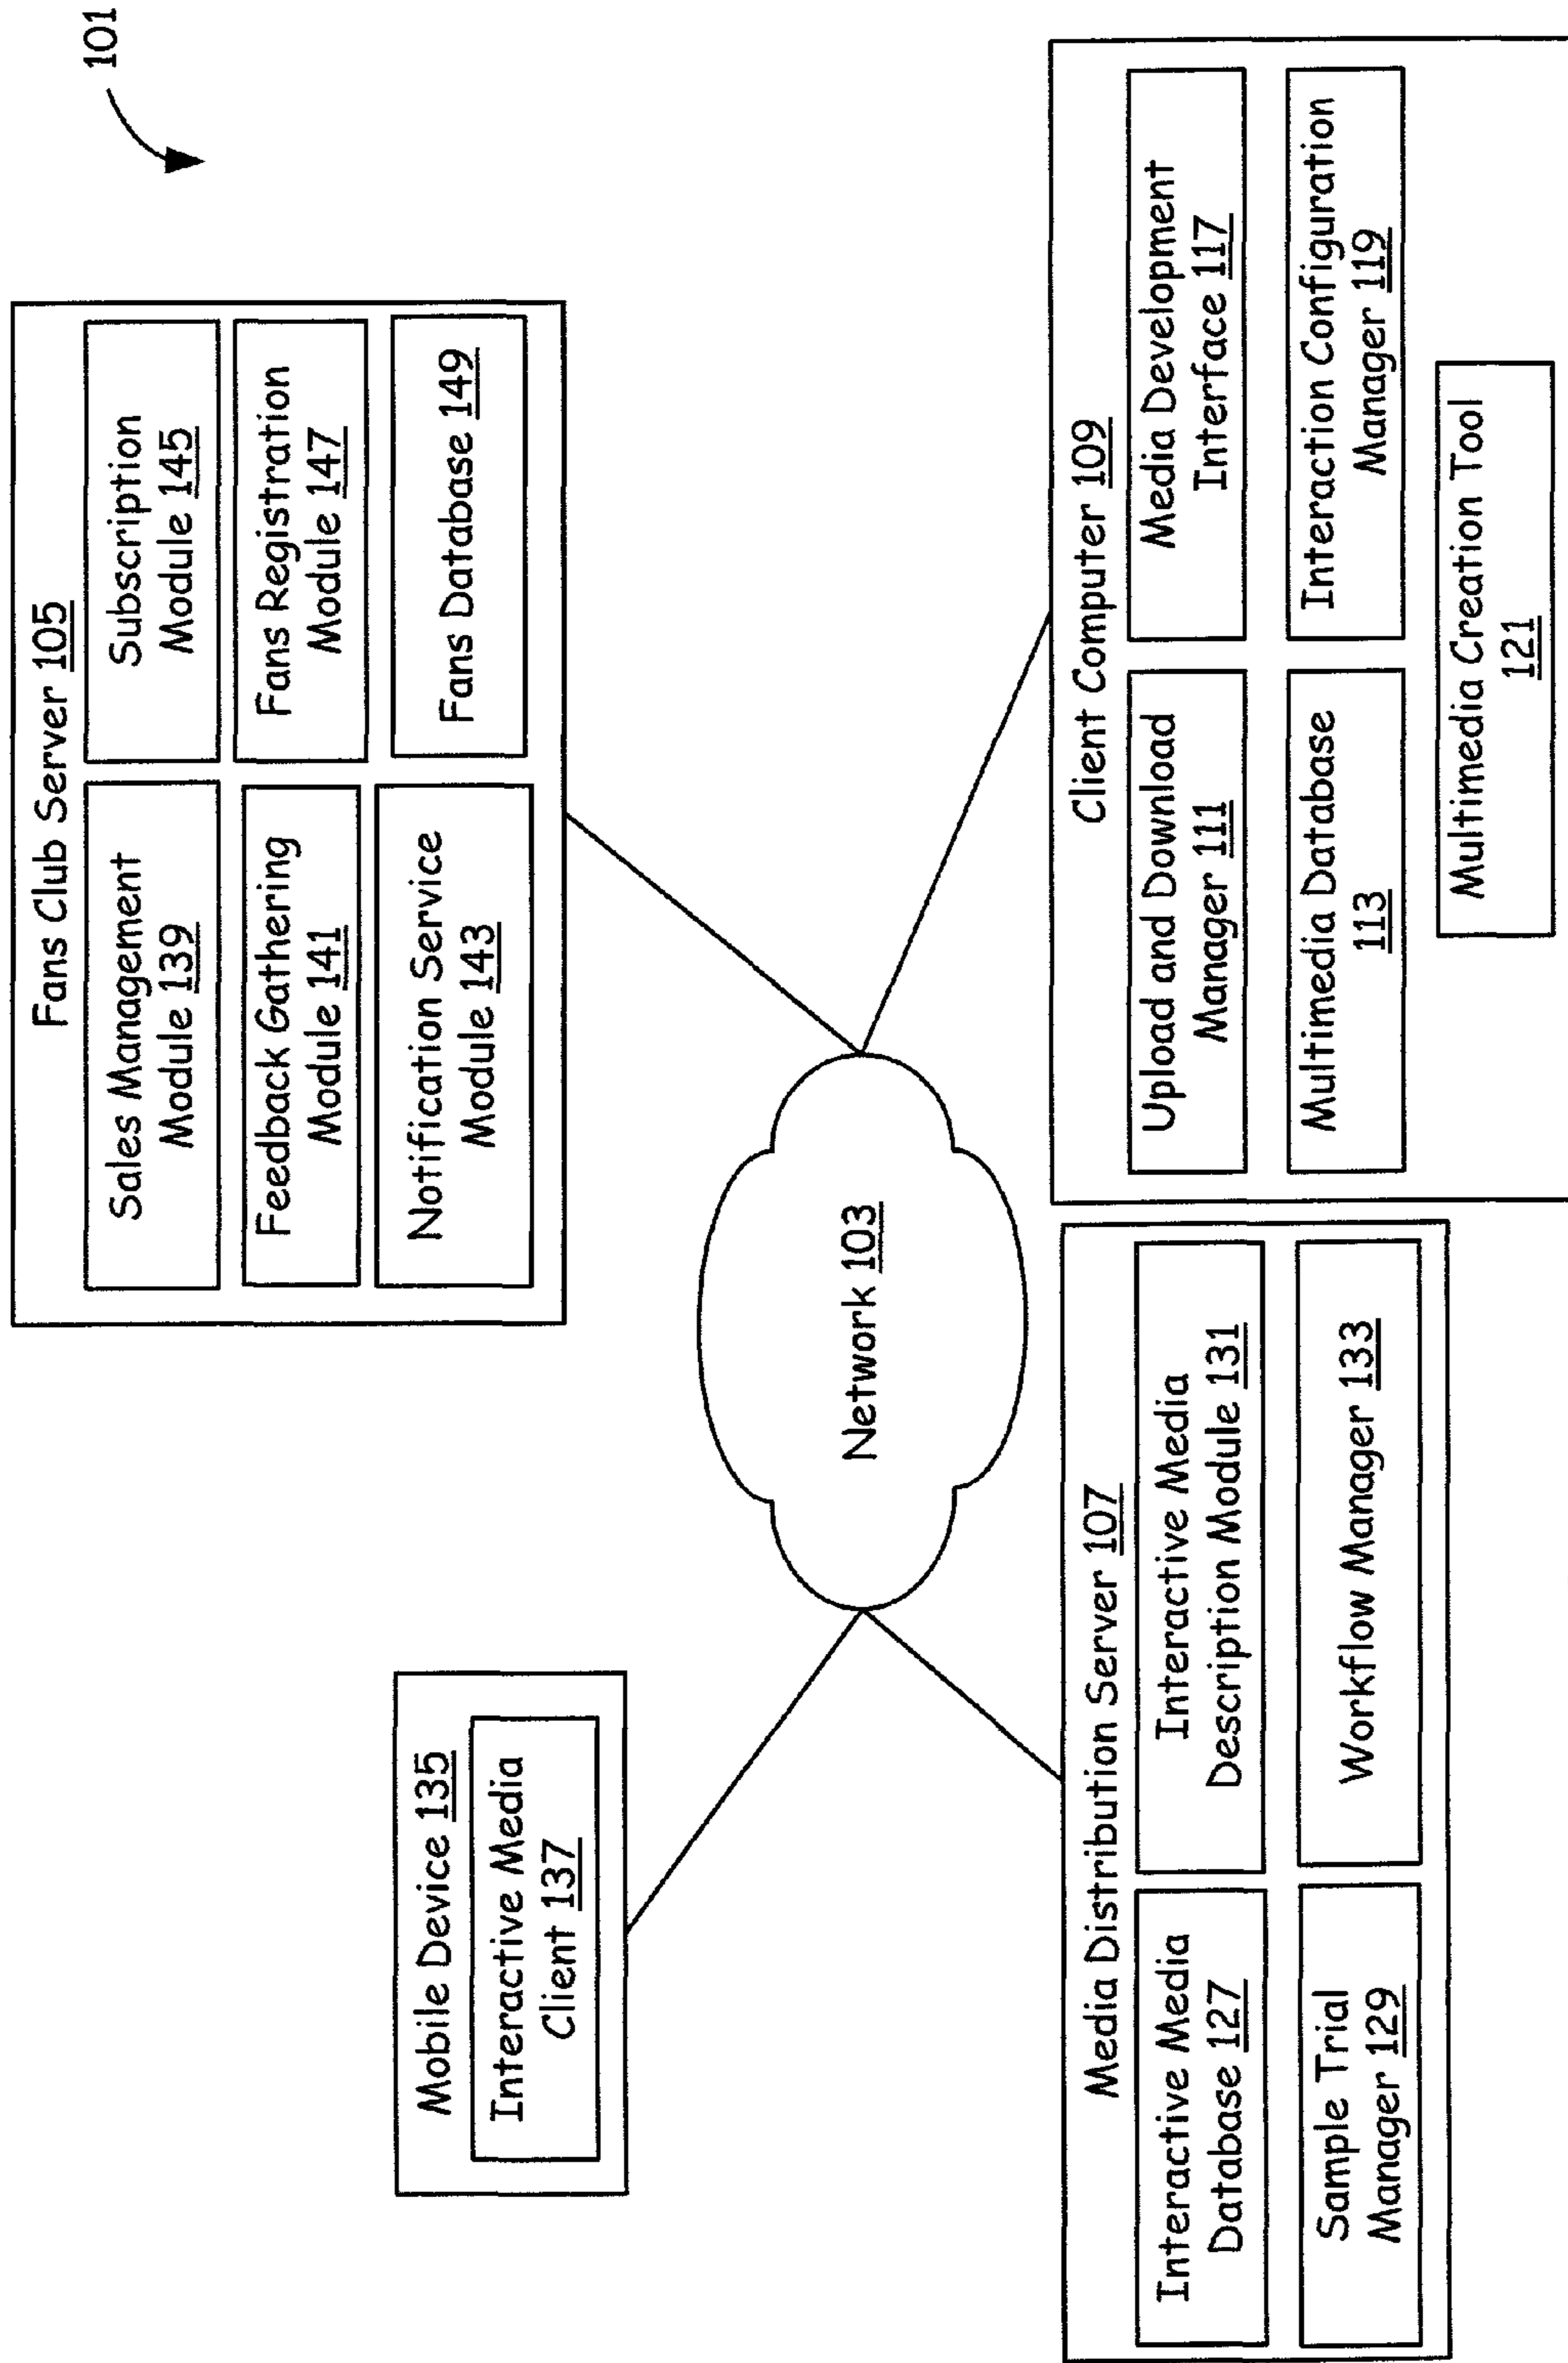 101
Fans Club Server 105
Sales Management
Module 139
Subscription
Module 145
Feedback Gathering
Module 141
Fans Registration
Module 147
Notification Service
Module 143
Fans Database 149
Mobile Device 135
Interactive Media
Client 137
Network 103
Media Distribution Server 107
Interactive Media
Database 127
Interactive Media
Description Module 131
Sample Trial
Manager 129
Workflow Manager 133
Client Computer 109
Upload and Download
Manager 111
Media Development
Interface 117
Multimedia Database
113
Interaction Configuration
Manager 119
Multimedia Creation Tool
121